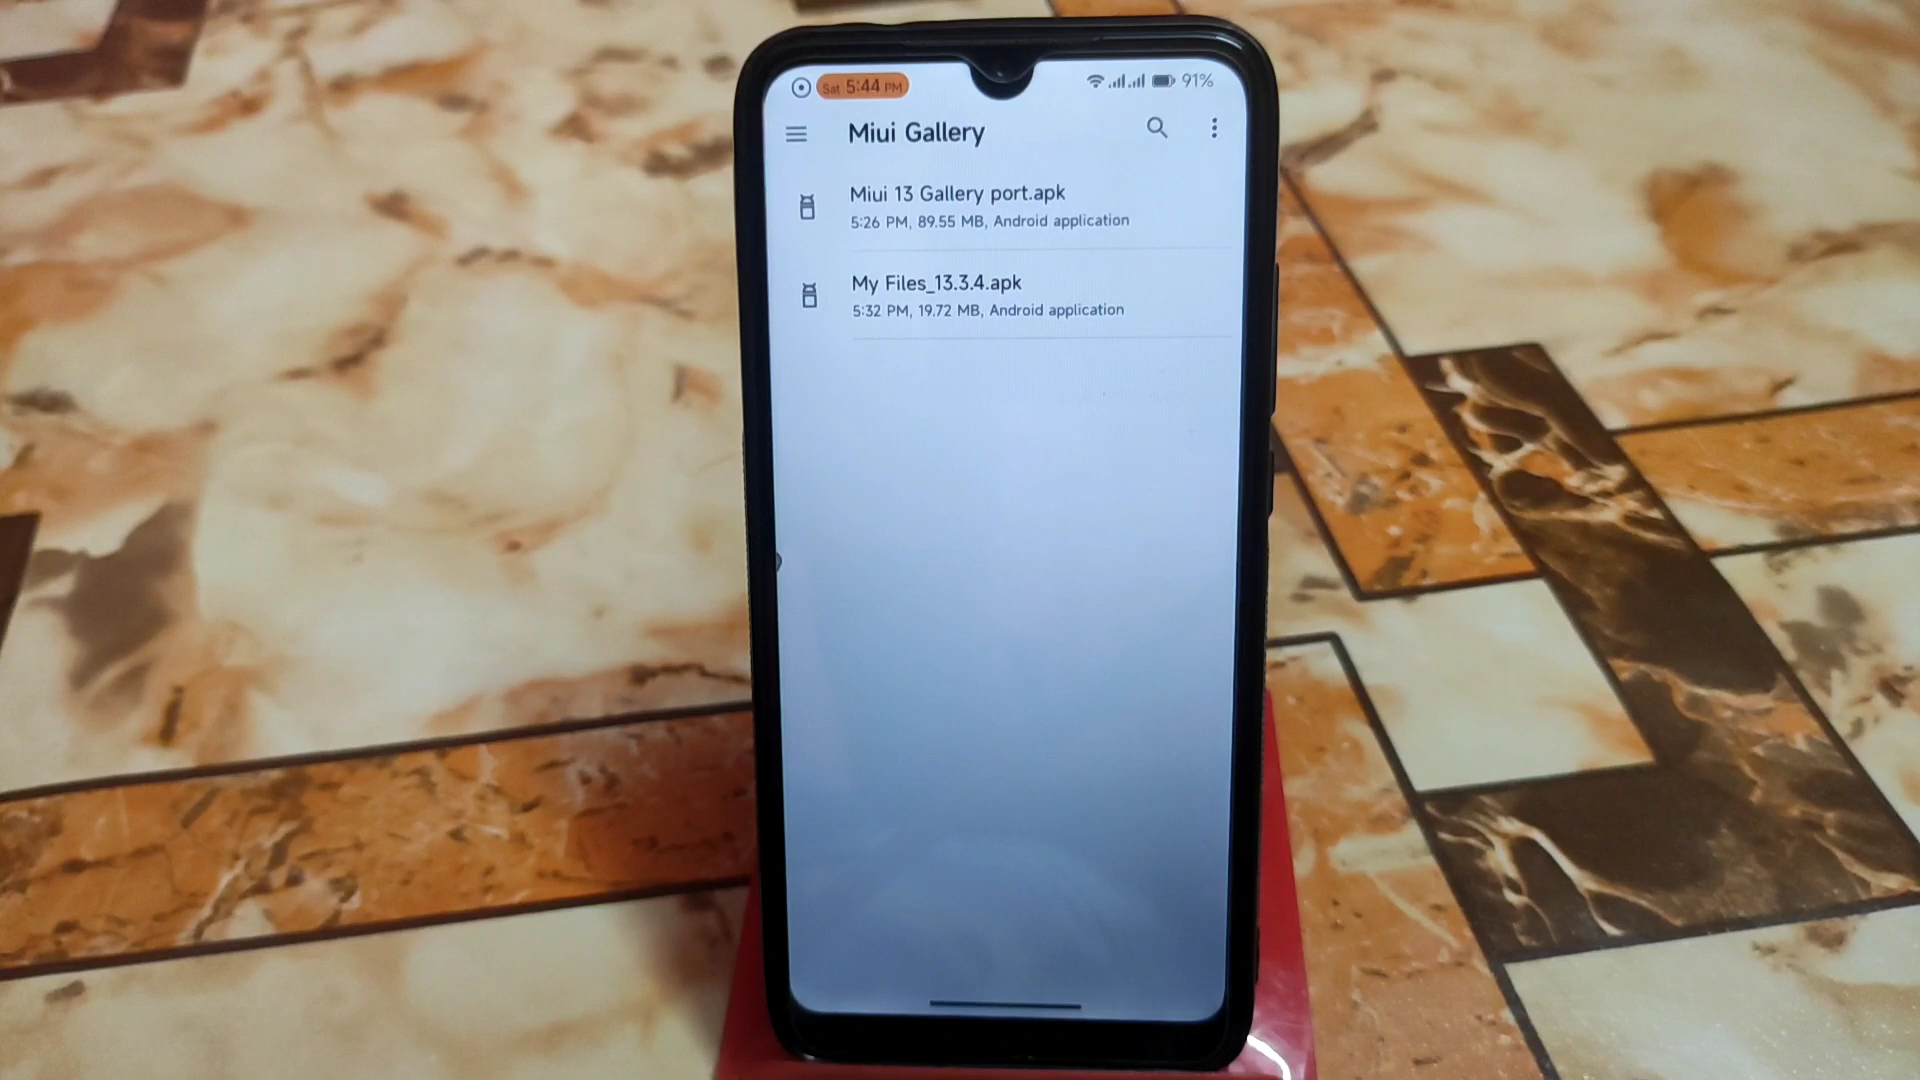 Sat 5:44 PM 91%
Miui Gallery
Miui 13 Gallery port.apk
5:26 PM, 89.55 MB, Android application
My Files_13.3.4.apk
5:32 PM, 19.72 MB, Android application